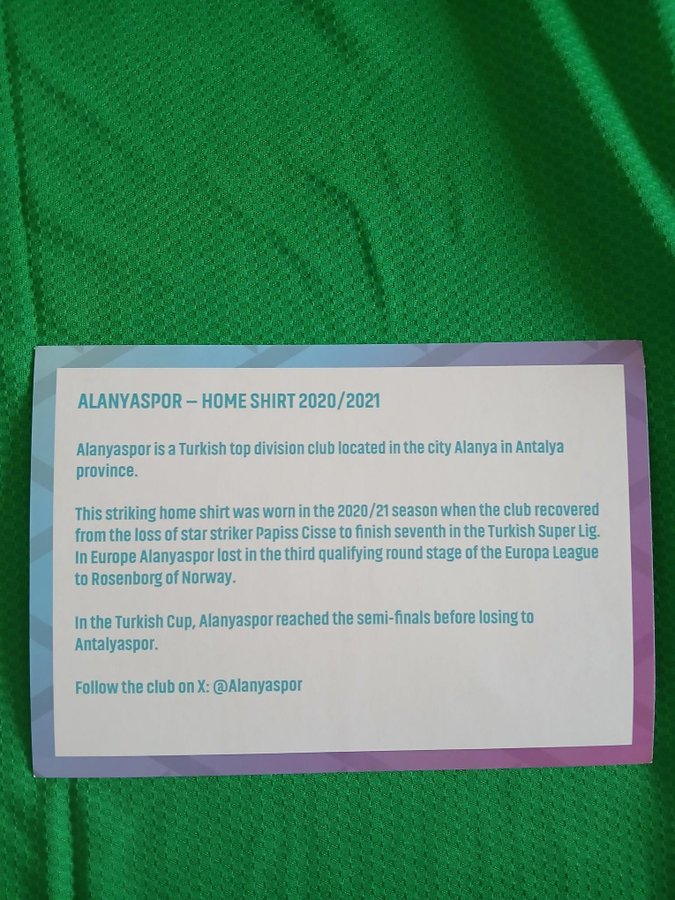 ALANYASPOR – HOME SHIRT 2020/2021
Alanyaspor is a Turkish top division club located in the city Alanya in Antalya
province.
This striking home shirt was worn in the 2020/21 season when the club recovered
from the loss of star striker Papiss Cisse to finish seventh in the Turkish Super Lig.
In Europe Alanyaspor lost in the third qualifying round stage of the Europa League
to Rosenborg of Norway.
In the Turkish Cup, Alanyaspor reached the semi-finals before losing to
Antalyaspor.
Follow the club on X: @Alanyaspor